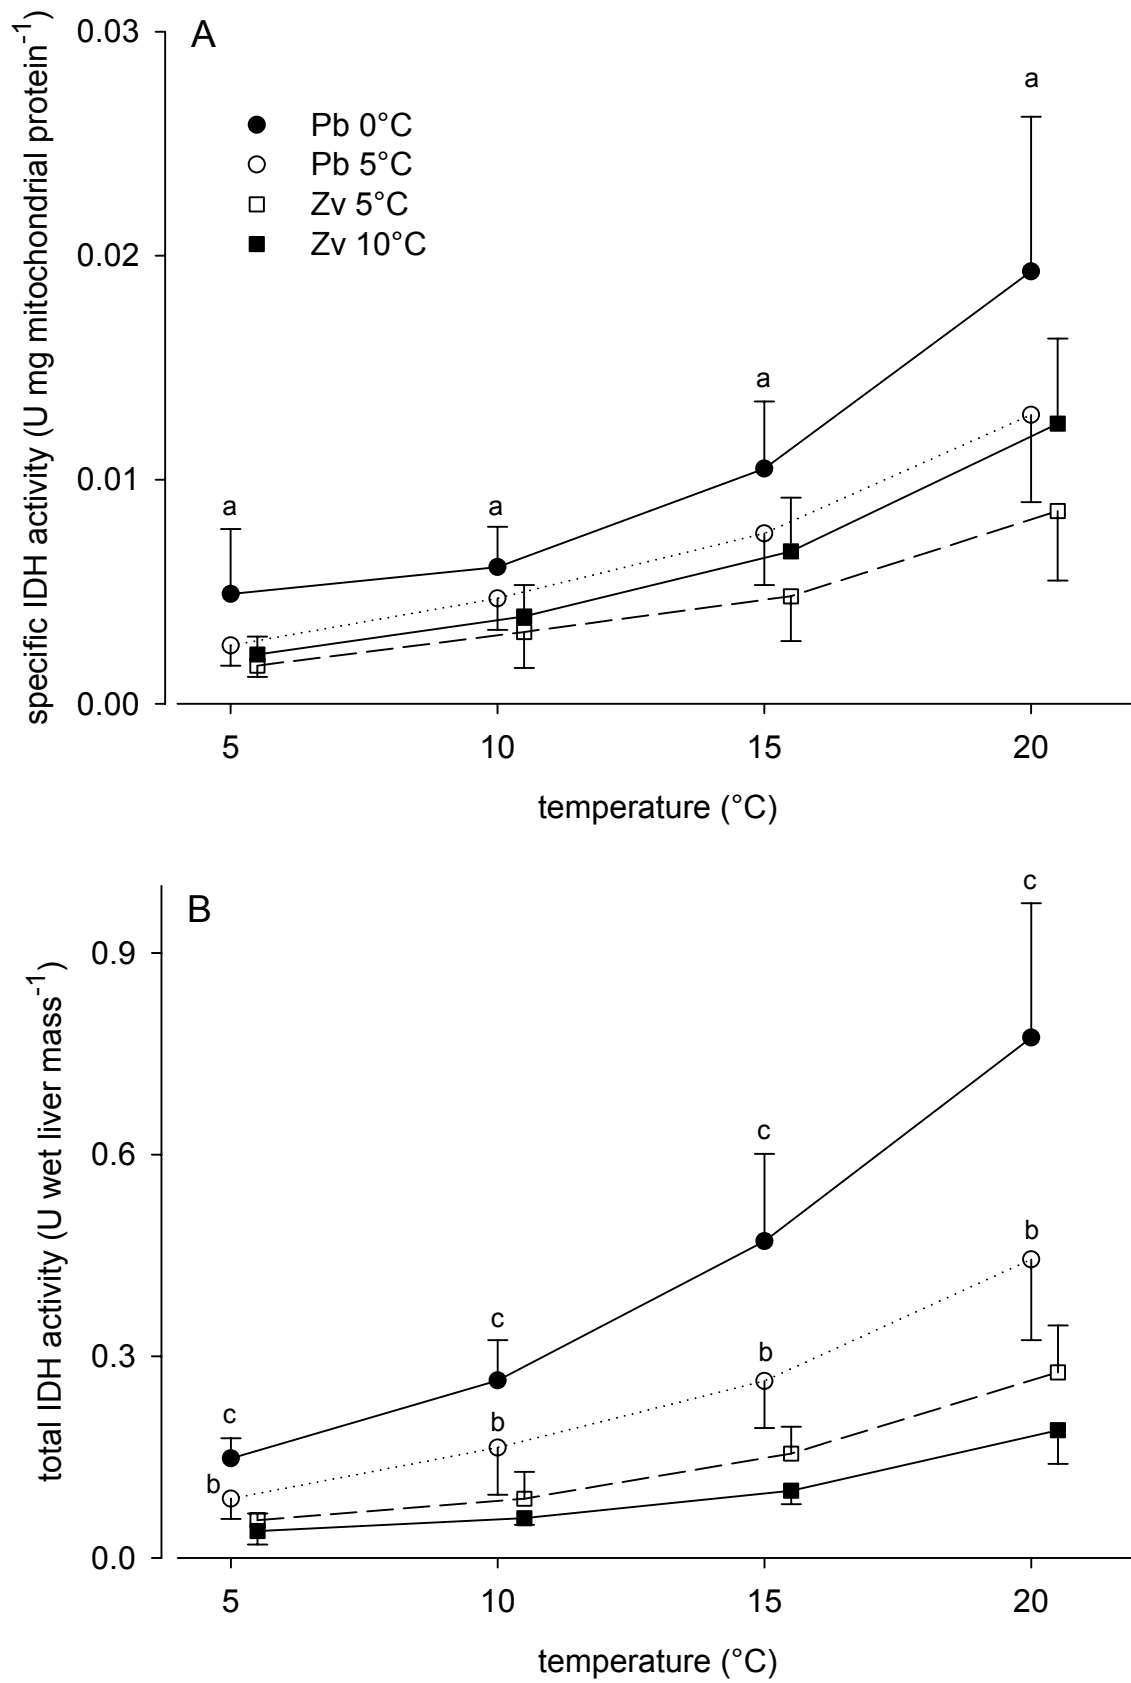 A
specific IDH activity (U mg mitochondrial protein⁻¹)
0.03
0.02
0.01
0.00
Pb 0°C
Pb 5°C
Zv 5°C
Zv 10°C
a
a
a
a
5
10
15
20
temperature (°C)
B
total IDH activity (U wet liver mass⁻¹)
0.9
0.6
0.3
0.0
c
c
c
c
b
b
b
b
5
10
15
20
temperature (°C)